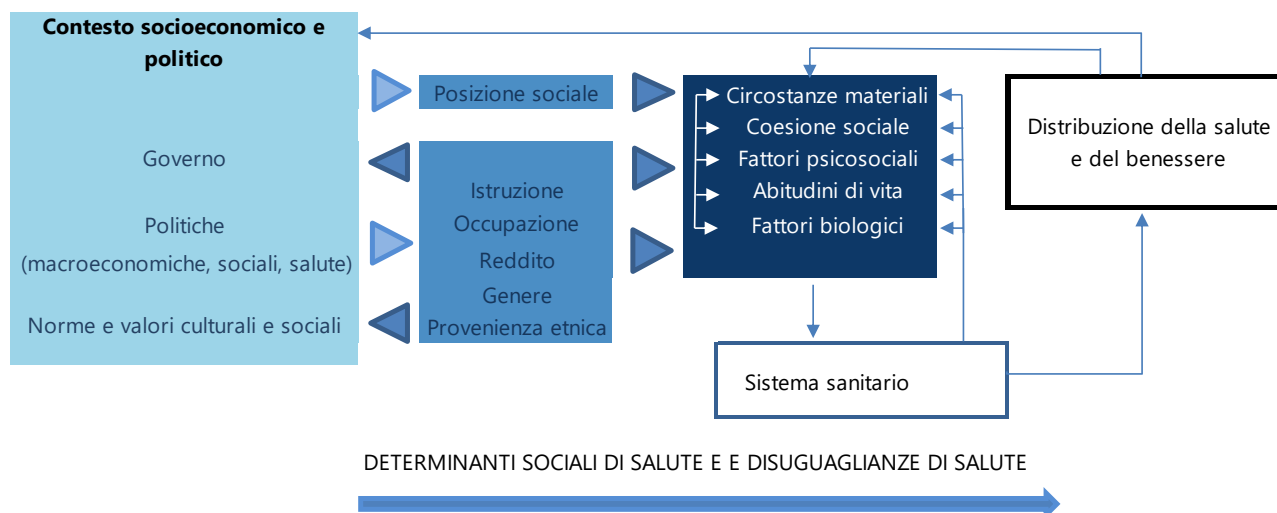 Contesto socioeconomico e
politico
Governo
Politiche
(macroeconomiche, sociali, salute)
Norme e valori culturali e sociali
Posizione sociale
Istruzione
Occupazione
Reddito
Genere
Provenienza etnica
Circostanze materiali
Coesione sociale
Fattori psicosociali
Abitudini di vita
Fattori biologici
Sistema sanitario
Distribuzione della salute
e del benessere
DETERMINANTI SOCIALI DI SALUTE E E DISUGUAGLIANZE DI SALUTE